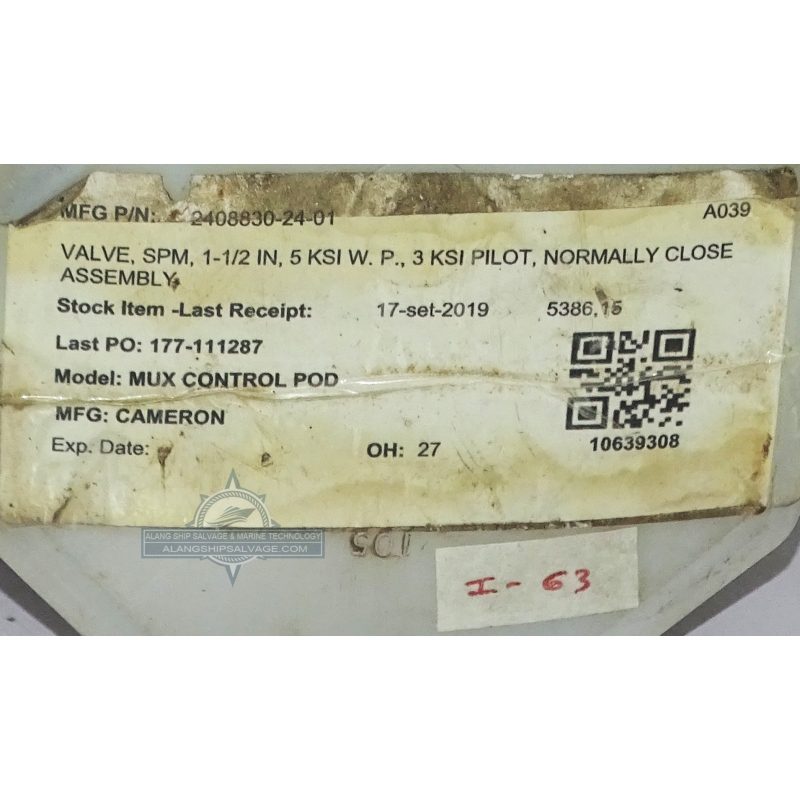 MFG P/N: 2408830-24-01
A039
VALVE, SPM, 1-1/2 IN, 5 KSI W. P., 3 KSI PILOT, NORMALLY CLOSE
ASSEMBLY,
Stock Item -Last Receipt: 17-set-2019 5386,15
Last PO: 177-111287
Model: MUX CONTROL POD
MFG: CAMERON
10639308
Exp. Date: OH: 27
ALANG SHIP SALVAGE & MARINE TECHNOLOGY
ALANGSHIPSALVAGE.COM
I-63